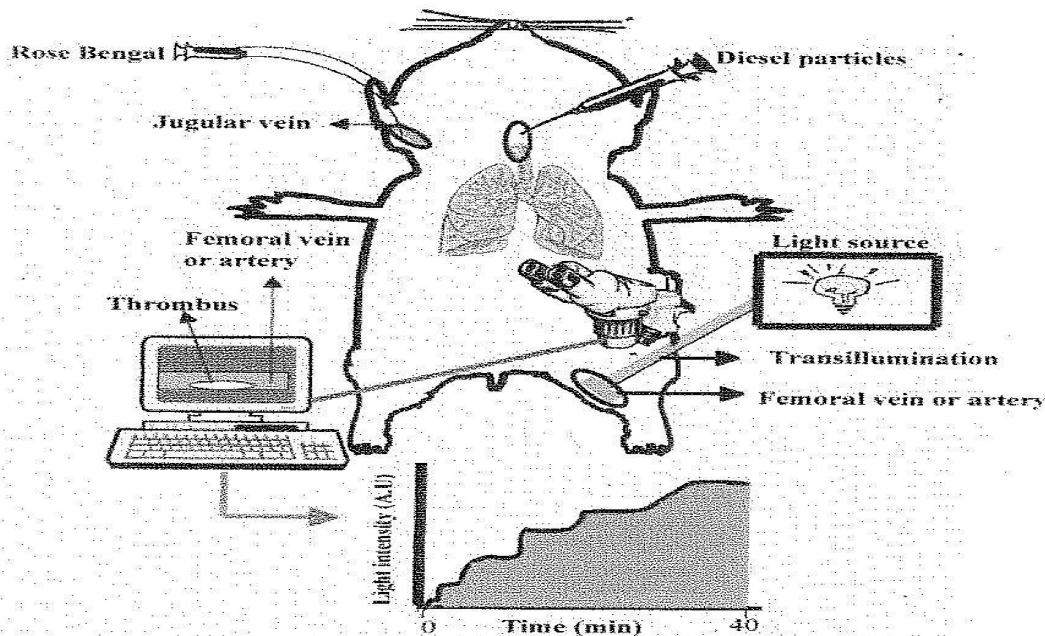 Rose Bengal
Diesel particles
Jugular vein
Femoral vein
or artery
Light source
Thrombus
Transillumination
Femoral vein or artery
Light intensity (A.U)
0
Time (min)
40